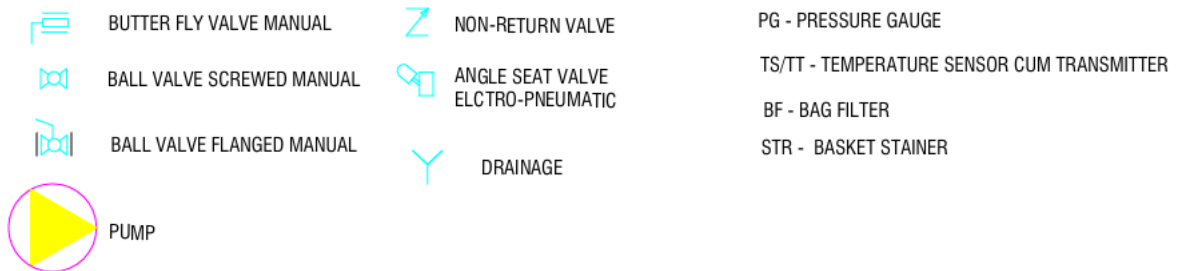 BUTTER FLY VALVE MANUAL
BALL VALVE SCREWED MANUAL
BALL VALVE FLANGED MANUAL
PUMP
NON-RETURN VALVE
ANGLE SEAT VALVE
ELCTRO-PNEUMATIC
DRAINAGE
PG - PRESSURE GAUGE
TS/TT - TEMPERATURE SENSOR CUM TRANSMITTER
BF - BAG FILTER
STR - BASKET STAINER